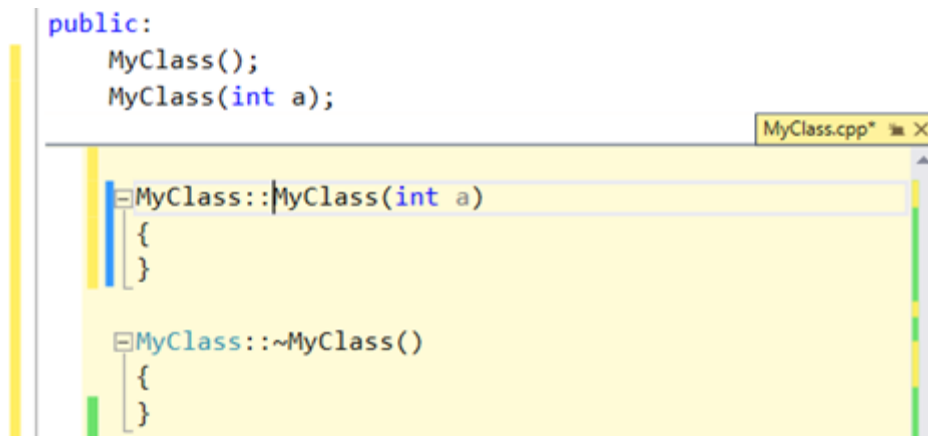 public:
MyClass();
MyClass(int a);
MyClass.cpp*
MyClass::MyClass(int a)
{
}
MyClass::~MyClass()
{
}